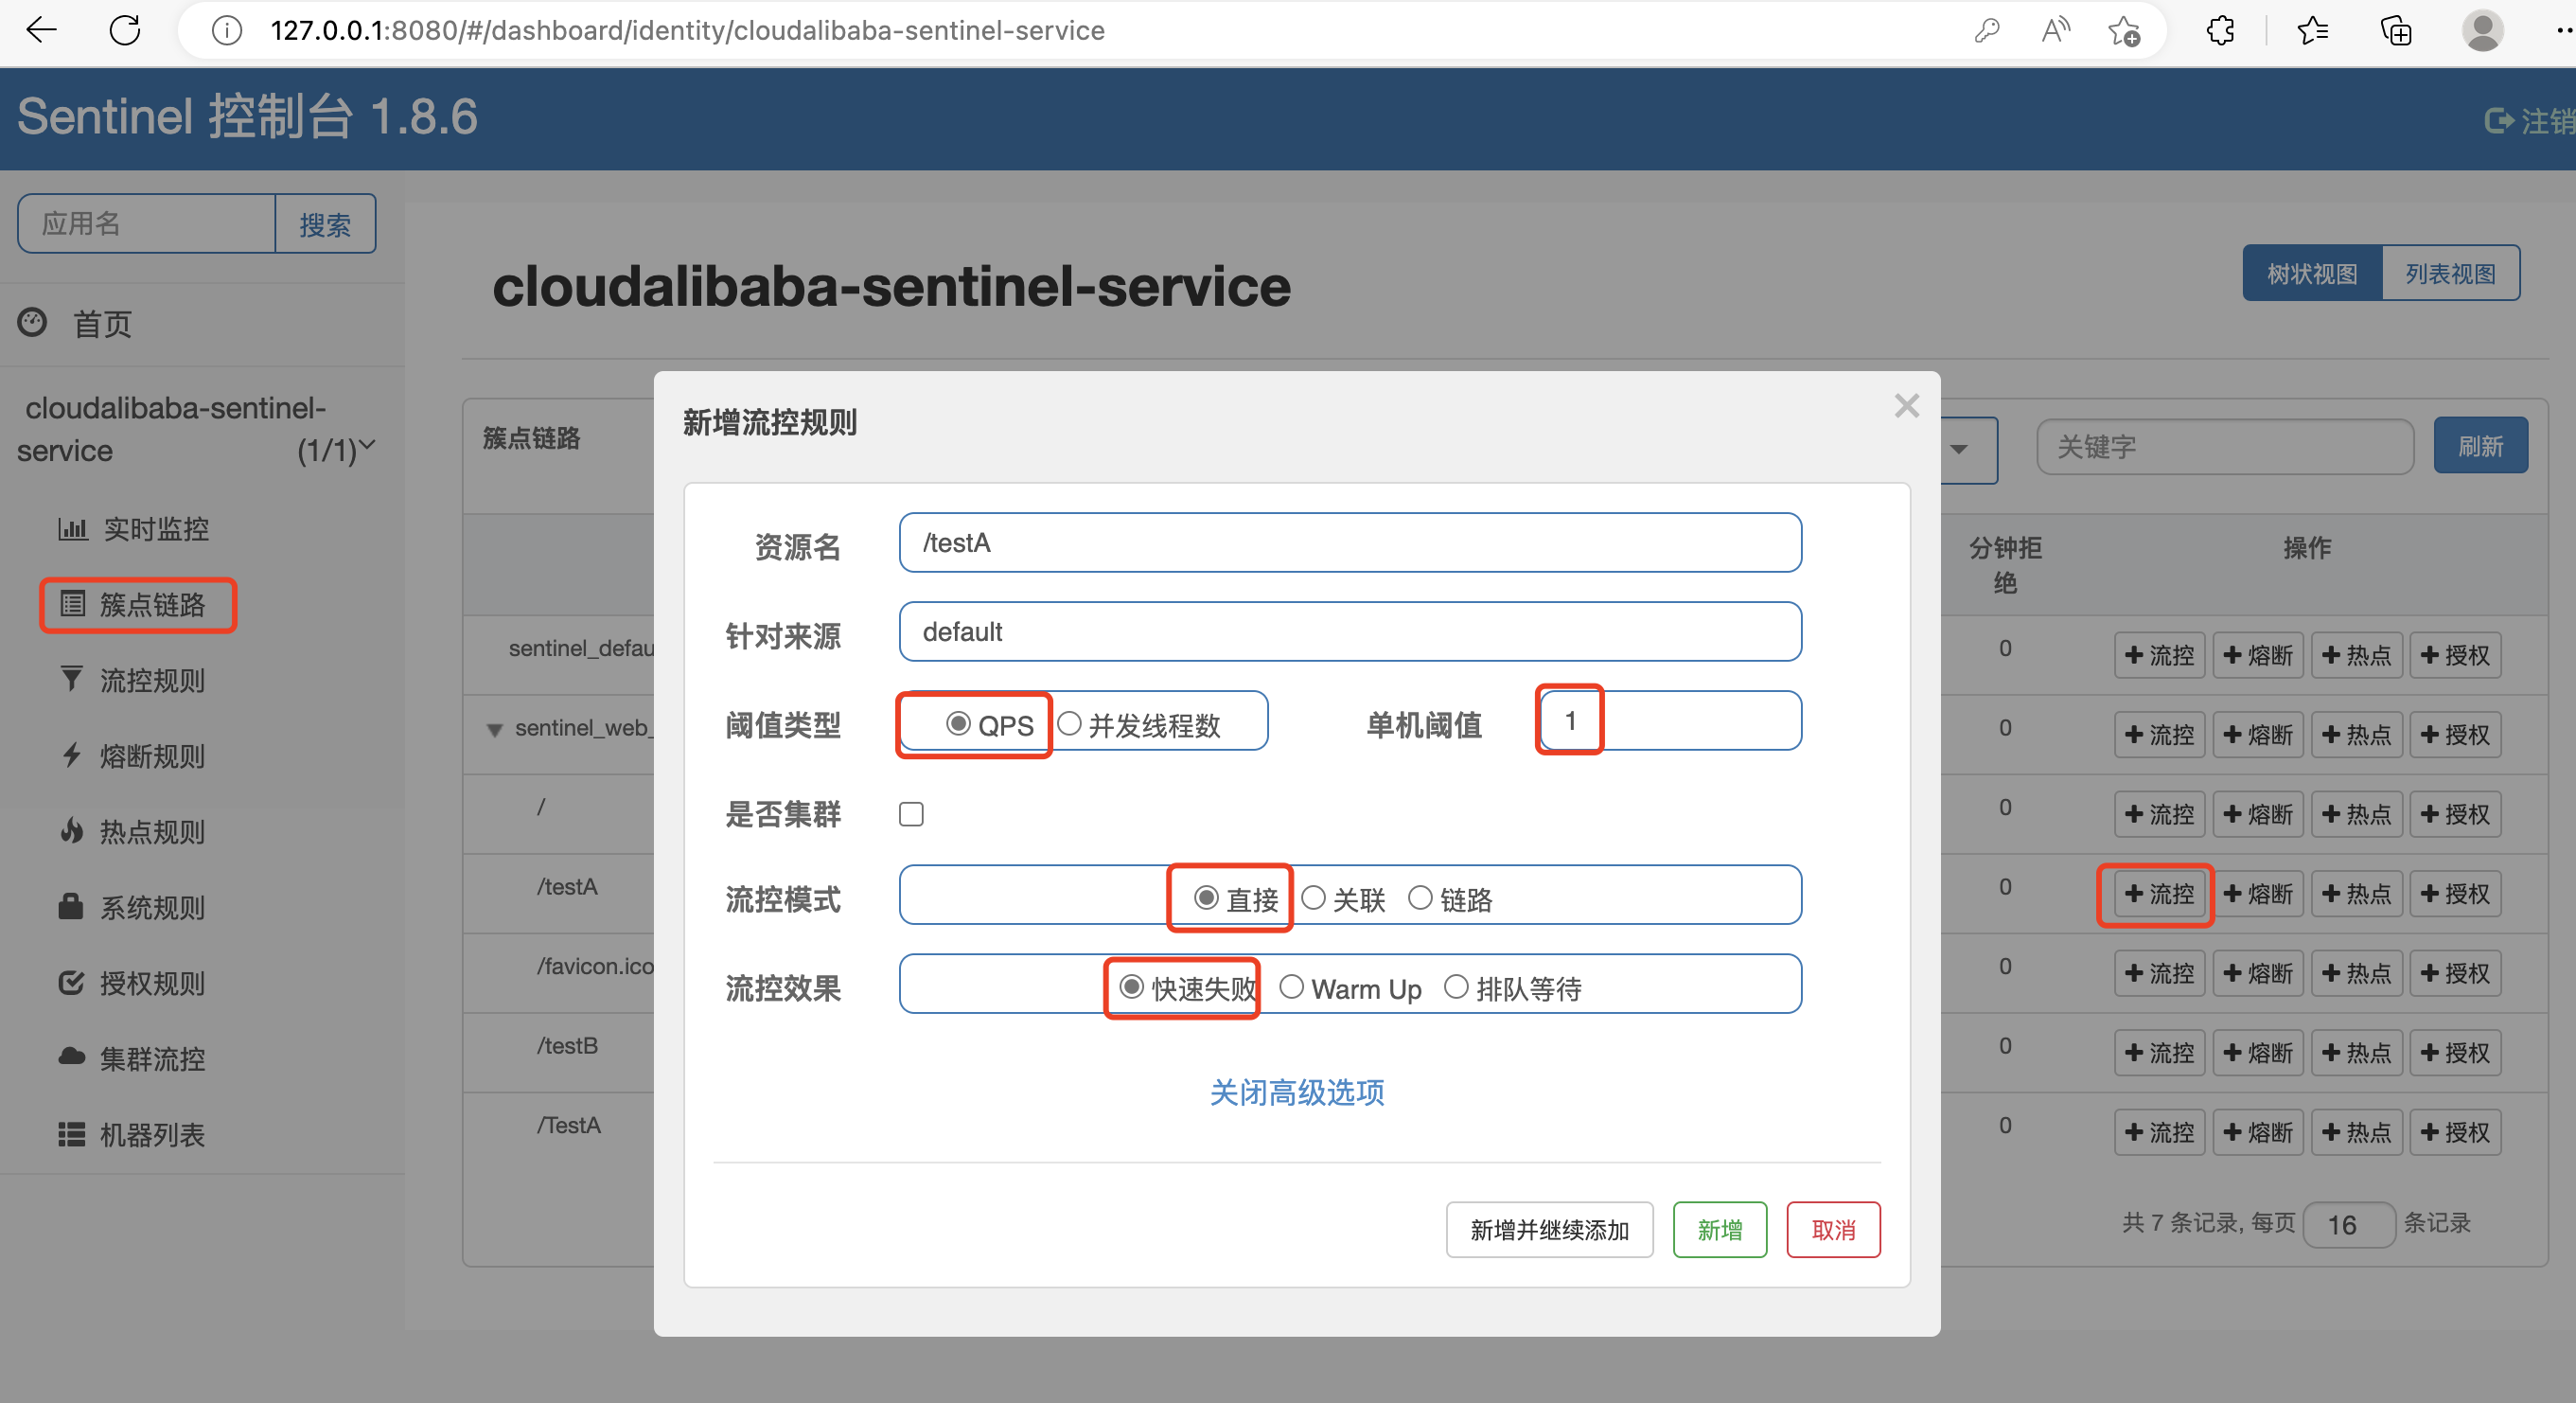 127.0.0.1:8080/#/dashboard/identity/cloudalibaba-sentinel-service
Sentinel 控制台 1.8.6
注销
应用名
搜索
首页
cloudalibaba-sentinel-
service
(1/1)
实时监控
簇点链路
流控规则
熔断规则
热点规则
系统规则
授权规则
集群流控
机器列表
cloudalibaba-sentinel-service
树状视图
列表视图
簇点链路
关键字
刷新
分钟拒
绝
操作
sentinel_defau
0
流控 熔断 热点 授权
sentinel_web_
0
流控 熔断 热点 授权
/
0
流控 熔断 热点 授权
/testA
0
流控 熔断 热点 授权
/favicon.ico
0
流控 熔断 热点 授权
/testB
0
流控 熔断 热点 授权
/TestA
0
流控 熔断 热点 授权
共 7 条记录, 每页 16 条记录
新增流控规则
×
资源名 /testA
针对来源 default
阈值类型 QPS 并发线程数 单机阈值 1
是否集群
流控模式 直接 关联 链路
流控效果 快速失败 Warm Up 排队等待
关闭高级选项
新增并继续添加 新增 取消